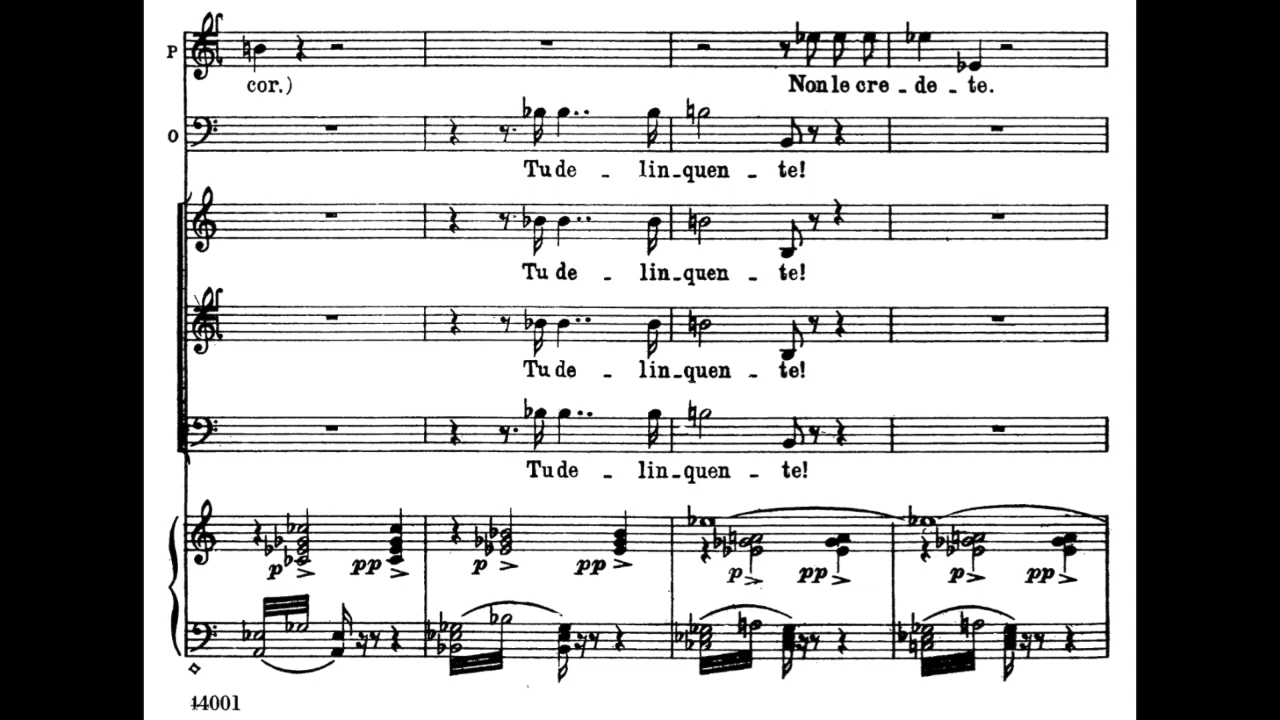 P
cor.)
Non le cre - de - te.
O
Tu de - lin - quen - te!
Tu de - lin - quen - te!
Tu de - lin - quen - te!
Tu de - lin - quen - te!
p pp p pp p pp p pp
44001